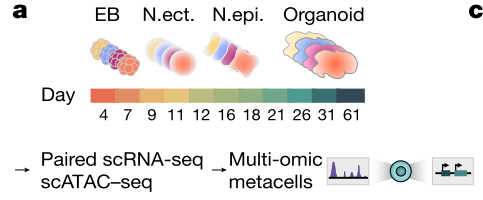 a
c
EB N.ect. N.epi. Organoid
Day
4 7 9 11 12 16 18 21 26 31 61
→ Paired scRNA-seq → Multi-omic
scATAC–seq metacells